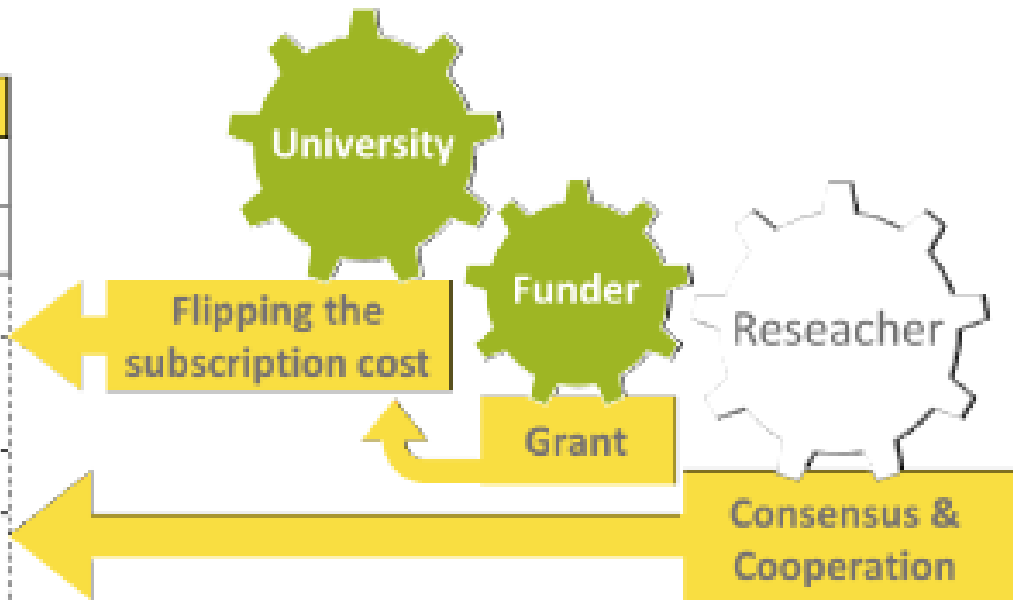 University
Funder
Reseacher
Flipping the
subscription cost
Grant
Consensus &
Cooperation